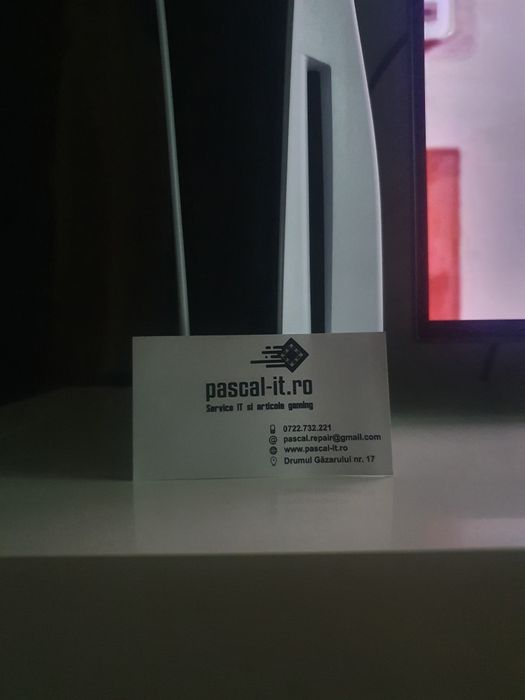 pascal-it.ro
Service IT si articole gaming
0722.732.221
pascal.repair@gmail.com
www.pascal-it.ro
Drumul Găzarului nr. 17